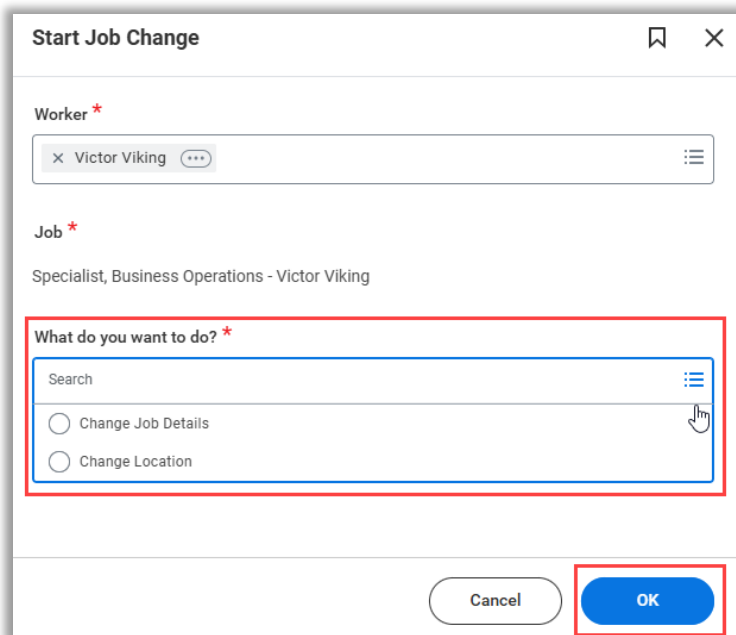 Start Job Change
Worker *
× Victor Viking
Job *
Specialist, Business Operations - Victor Viking
What do you want to do? *
Search
Change Job Details
Change Location
Cancel
OK